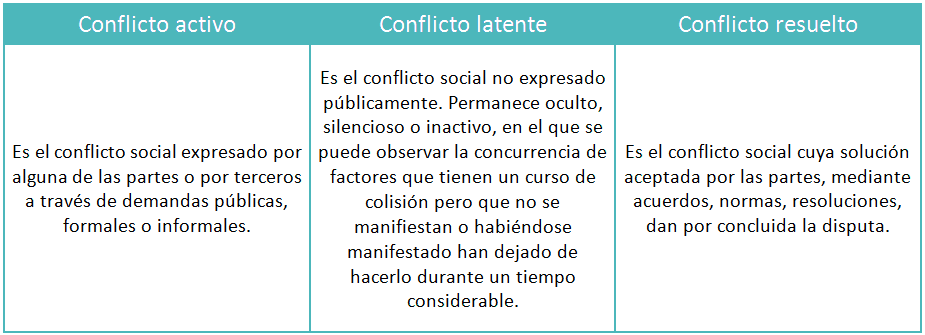 Conflicto activo
Conflicto latente
Conflicto resuelto
Es el conflicto social expresado por
alguna de las partes o por terceros
a través de demandas públicas,
formales o informales.
Es el conflicto social no expresado
públicamente. Permanece oculto,
silencioso o inactivo, en el que se
puede observar la concurrencia de
factores que tienen un curso de
colisión pero que no se
manifiestan o habiéndose
manifestado han dejado de
hacerlo durante un tiempo
considerable.
Es el conflicto social cuya solución
aceptada por las partes, mediante
acuerdos, normas, resoluciones,
dan por concluida la disputa.